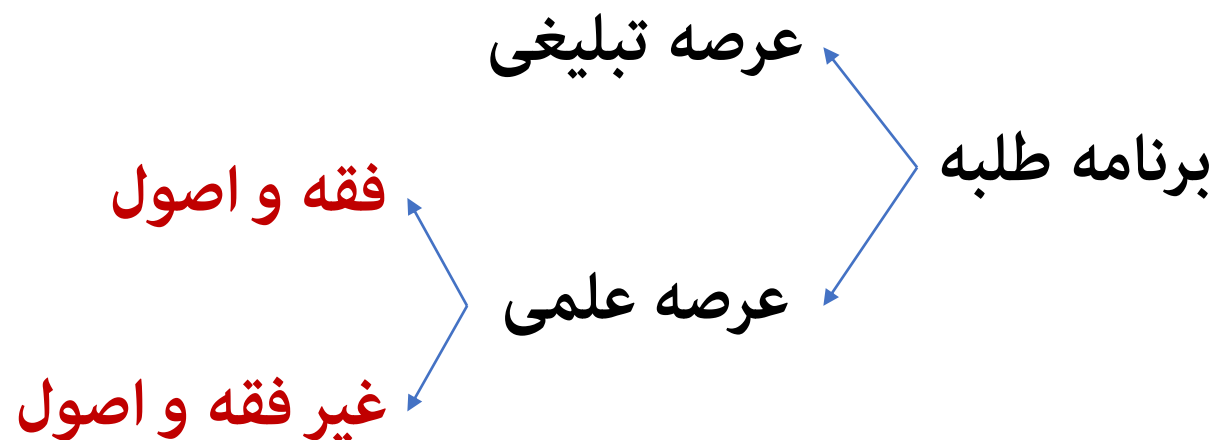 عرصه تبلیغی
برنامه طلبه
فقه و اصول
عرصه علمی
غیر فقه و اصول